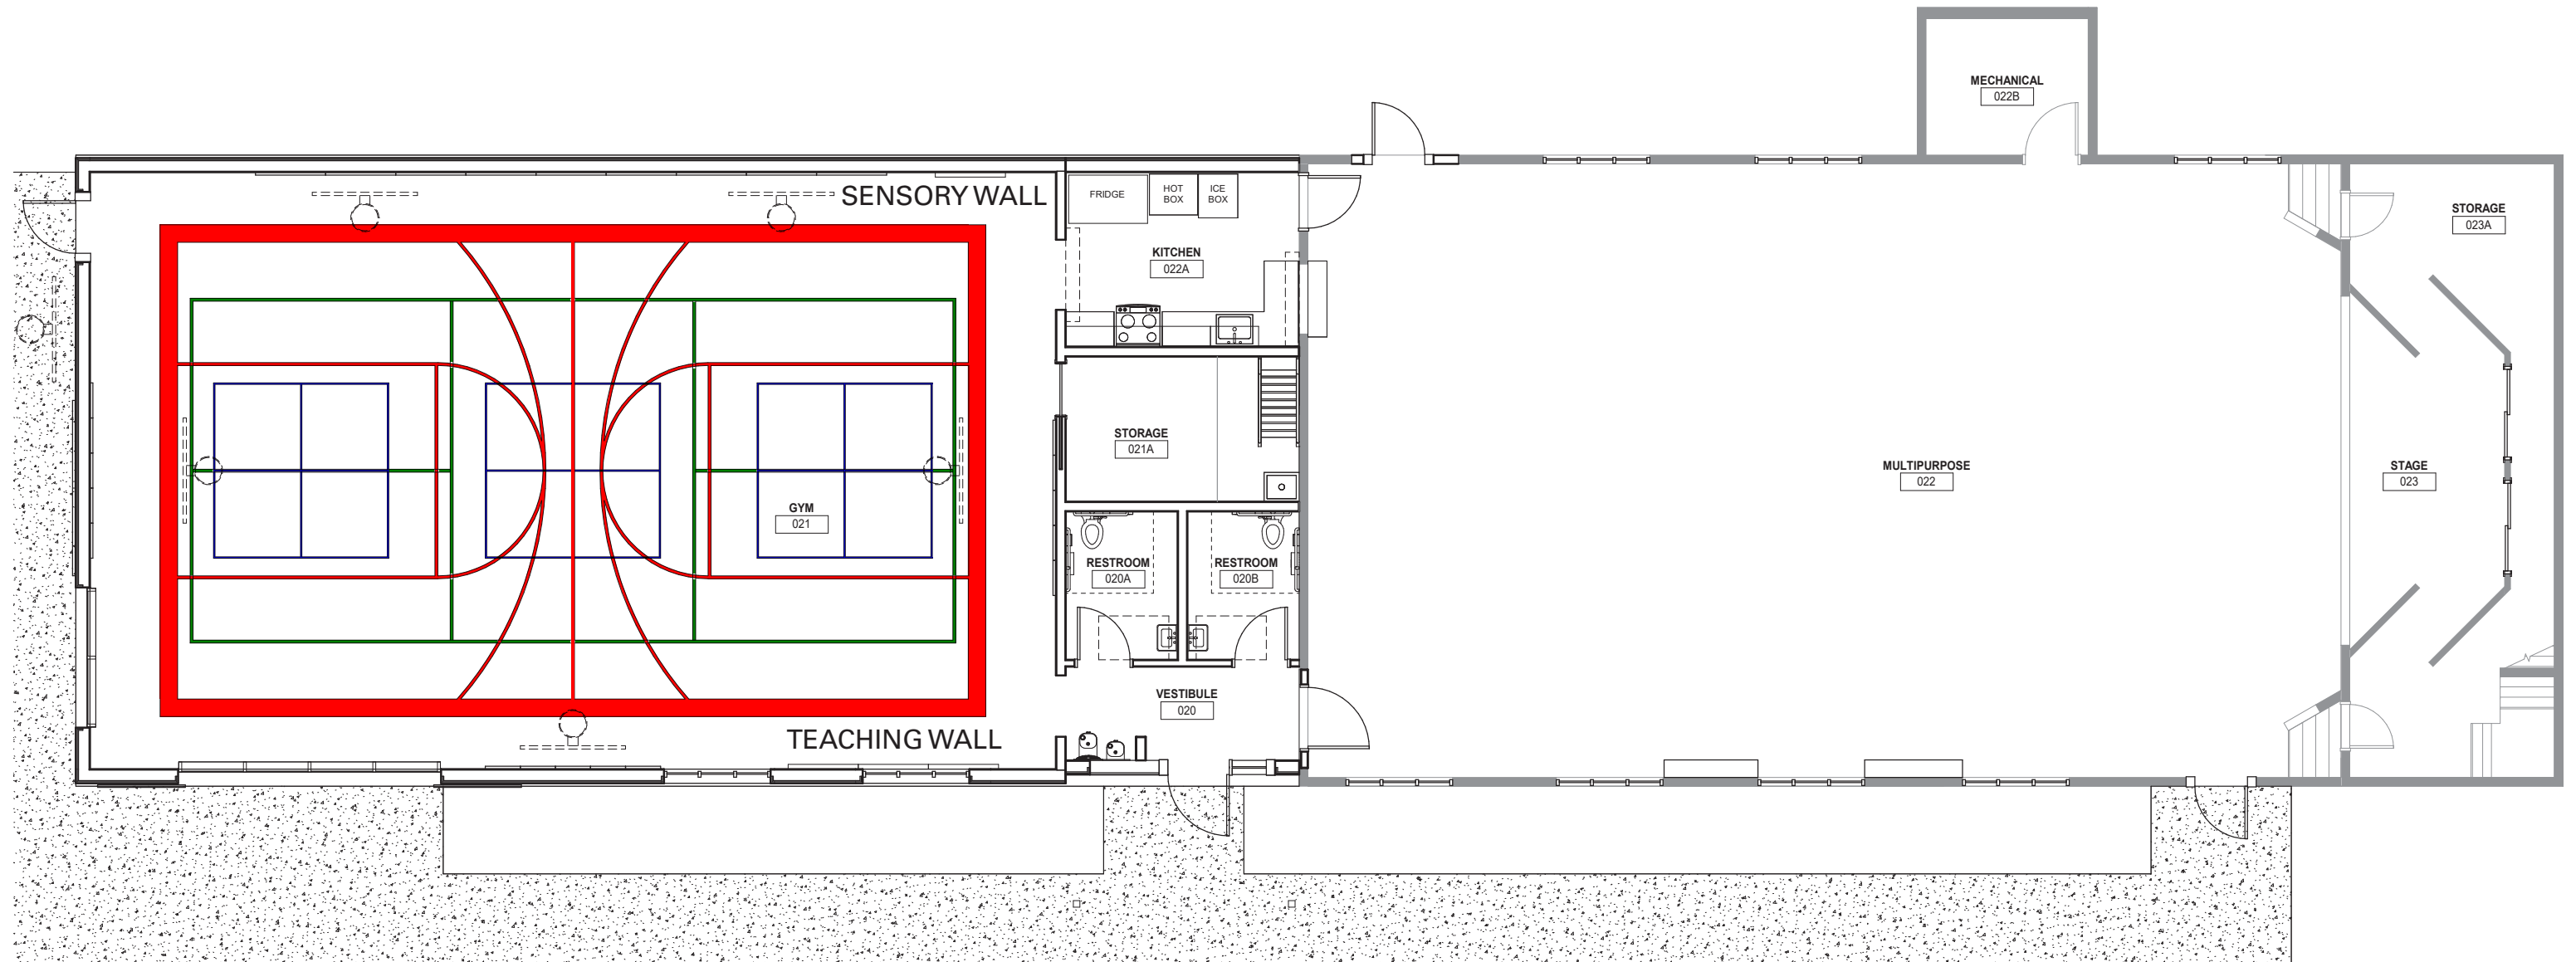 MECHANICAL
022B
SENSORY WALL
FRIDGE
HOT
BOX
ICE
BOX
KITCHEN
022A
STORAGE
023A
STORAGE
021A
MULTIPURPOSE
022
STAGE
023
GYM
021
RESTROOM
020A
RESTROOM
020B
VESTIBULE
020
TEACHING WALL